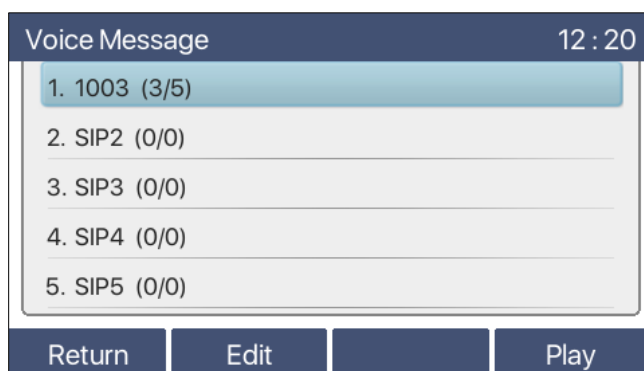 Voice Message 12:20
1. 1003 (3/5)
2. SIP2 (0/0)
3. SIP3 (0/0)
4. SIP4 (0/0)
5. SIP5 (0/0)
Return Edit Play